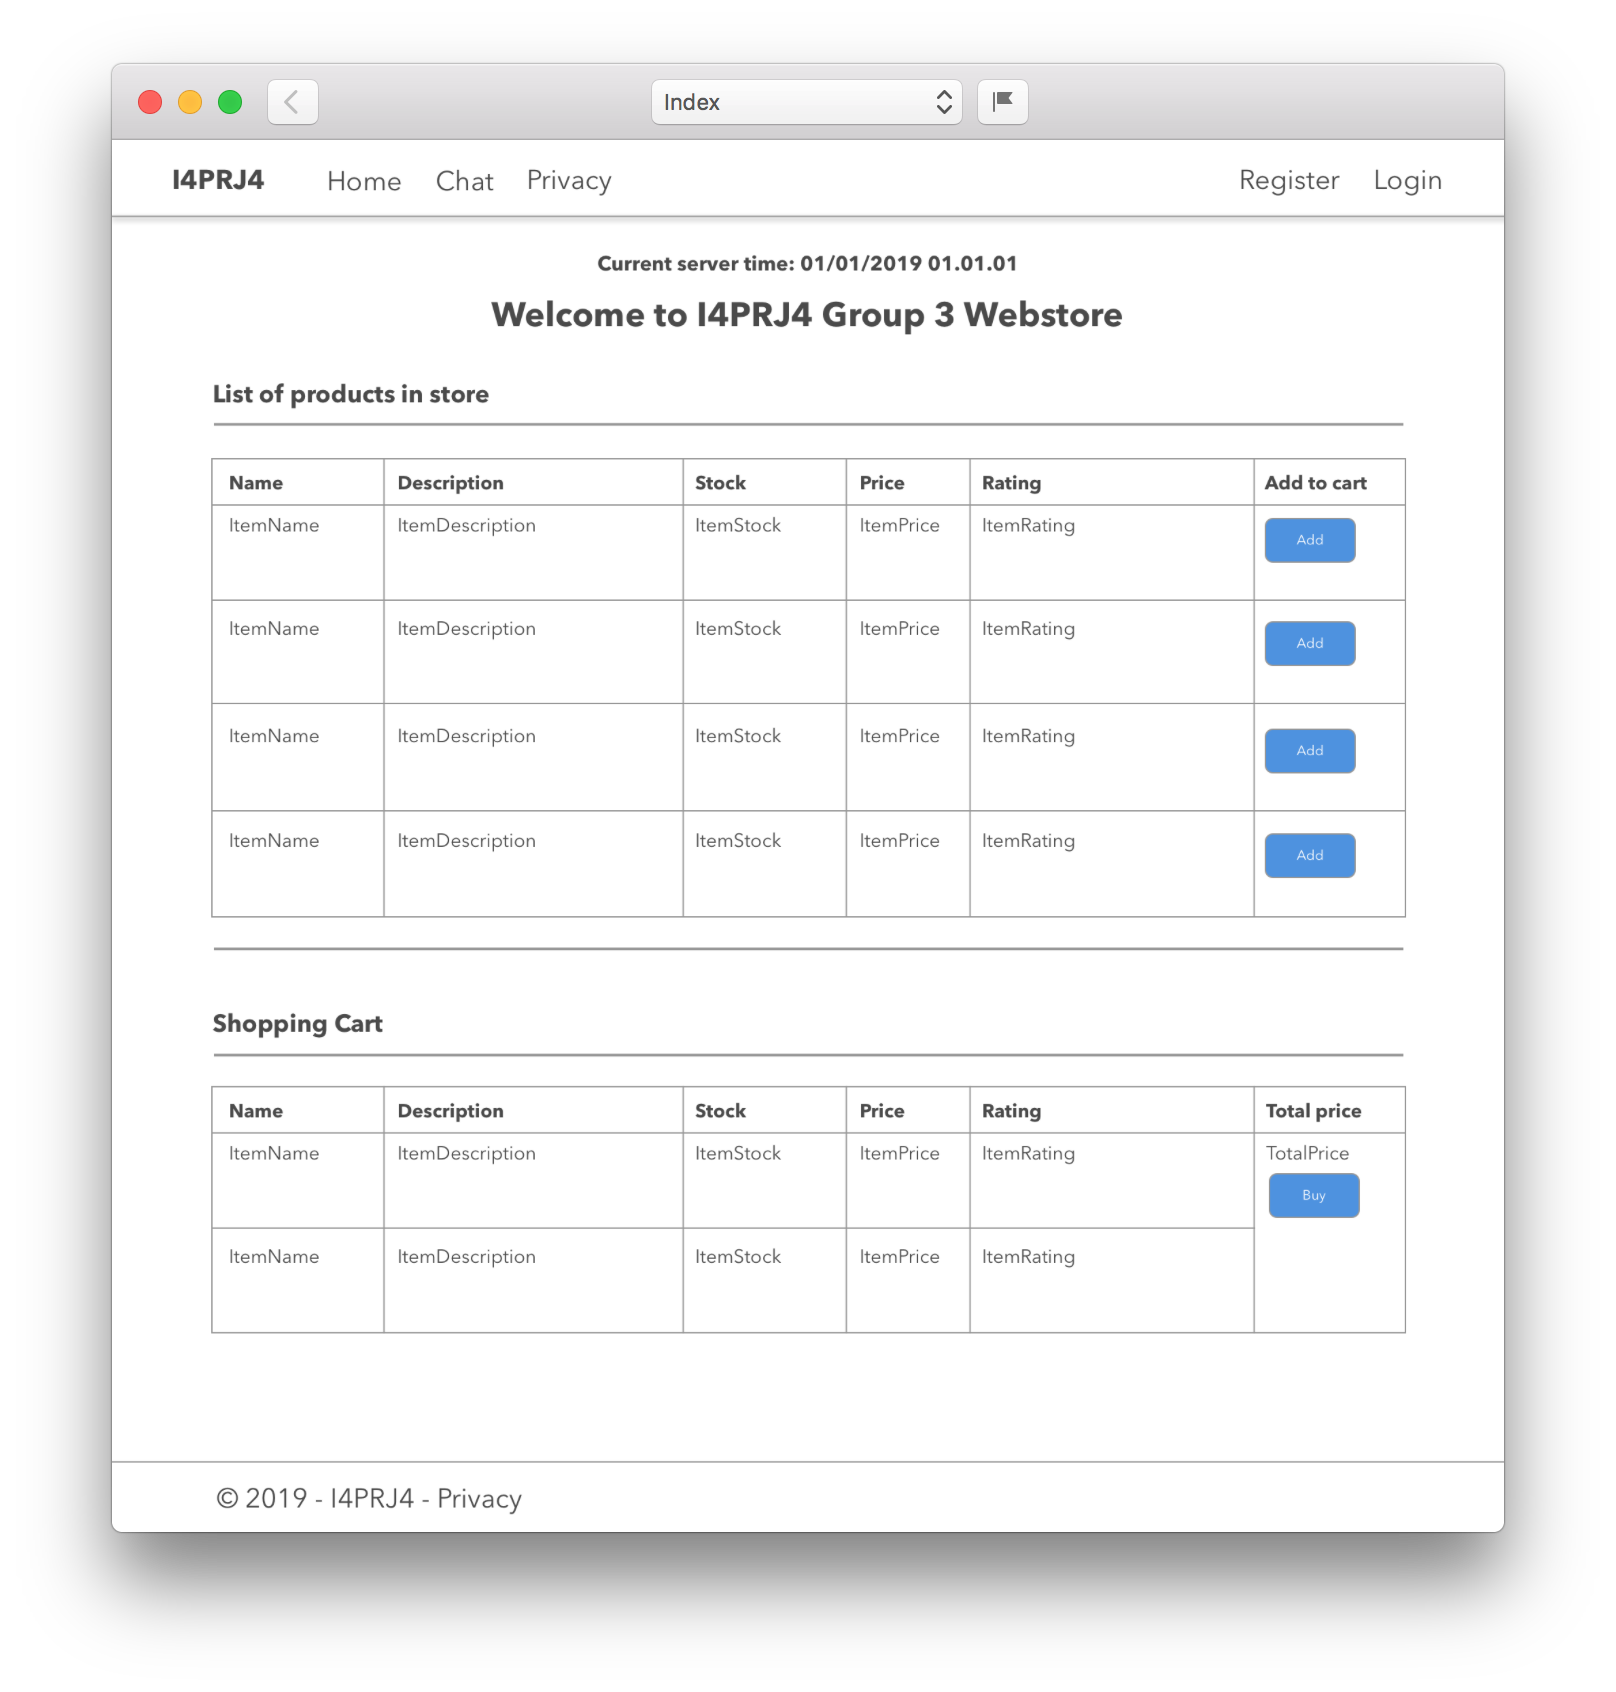 Index
I4PRJ4 Home Chat Privacy Register Login
Current server time: 01/01/2019 01.01.01
Welcome to I4PRJ4 Group 3 Webstore
List of products in store
Name Description Stock Price Rating Add to cart
ItemName ItemDescription ItemStock ItemPrice ItemRating Add
ItemName ItemDescription ItemStock ItemPrice ItemRating Add
ItemName ItemDescription ItemStock ItemPrice ItemRating Add
ItemName ItemDescription ItemStock ItemPrice ItemRating Add
Shopping Cart
Name Description Stock Price Rating Total price
ItemName ItemDescription ItemStock ItemPrice ItemRating TotalPrice
Buy
ItemName ItemDescription ItemStock ItemPrice ItemRating
© 2019 - I4PRJ4 - Privacy